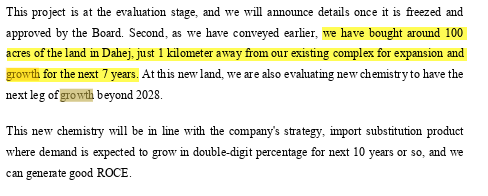 This project is at the evaluation stage, and we will announce details once it is freezed and
approved by the Board. Second, as we have conveyed earlier, we have bought around 100
acres of the land in Dahej, just 1 kilometer away from our existing complex for expansion and
growth for the next 7 years. At this new land, we are also evaluating new chemistry to have the
next leg of growth beyond 2028.
This new chemistry will be in line with the company's strategy, import substitution product
where demand is expected to grow in double-digit percentage for next 10 years or so, and we
can generate good ROCE.